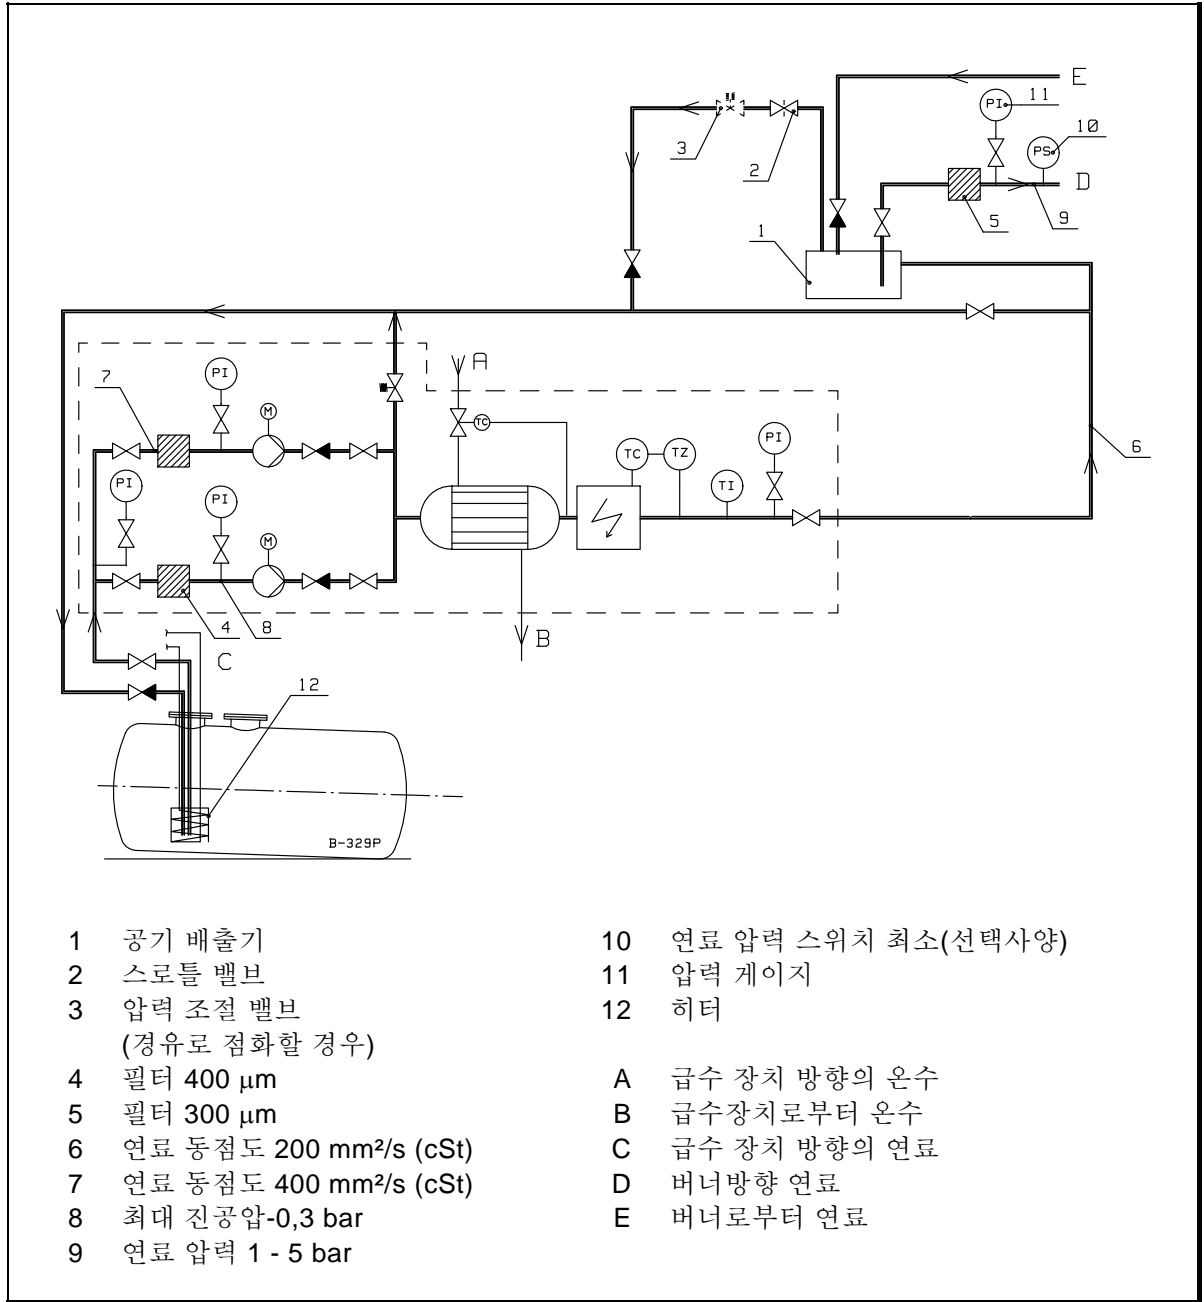 E
PI
11
10
PS
3
2
D
5
9
1
A
7
PI
M
TC
PI
TC
TZ
6
PI
PI
TI
M
4
8
B
C
12
B-329P
1 공기 배출기
2 스로틀 밸브
3 압력 조절 밸브
(경유로 점화할 경우)
4 필터 400 μm
5 필터 300 μm
6 연료 동점도 200 mm²/s (cSt)
7 연료 동점도 400 mm²/s (cSt)
8 최대 진공압-0,3 bar
9 연료 압력 1 - 5 bar
10 연료 압력 스위치 최소(선택사양)
11 압력 게이지
12 히터
A 급수 장치 방향의 온수
B 급수장치로부터 온수
C 급수 장치 방향의 연료
D 버너방향 연료
E 버너로부터 연료